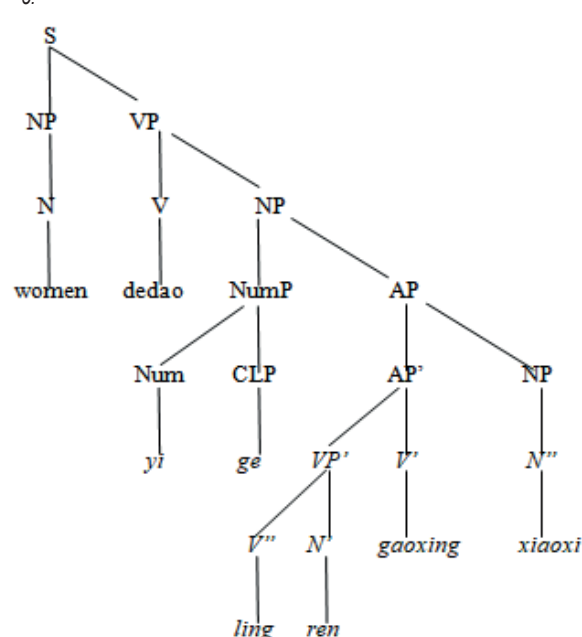 S
NP VP
N V NP
women dedao NumP AP
Num CLP AP' NP
yi ge VP' V' N''
V'' N' gaoxing xiaoxi
ling ren